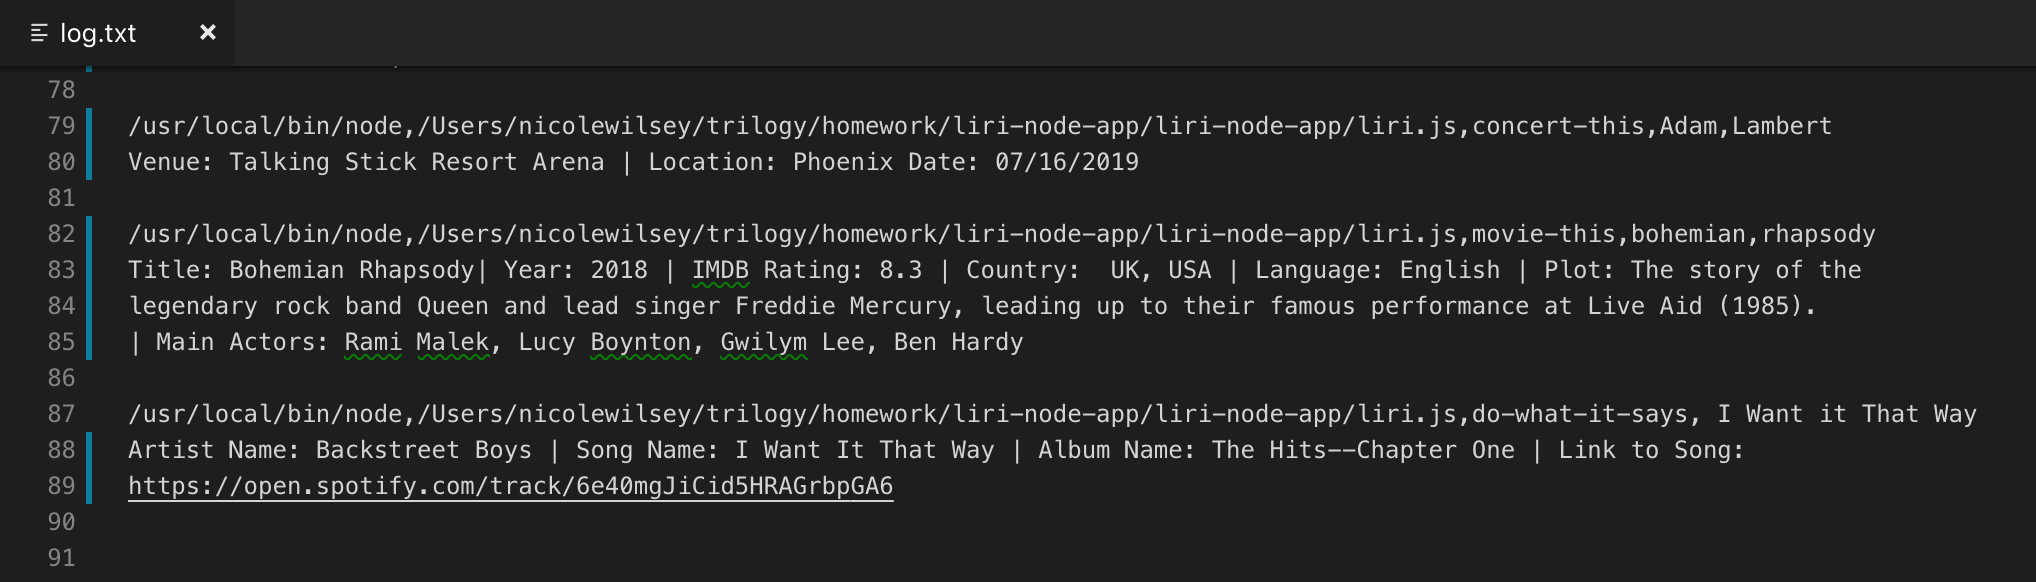 log.txt
78
79 /usr/local/bin/node,/Users/nicolewilsey/trilogy/homework/liri-node-app/liri-node-app/liri.js,concert-this,Adam,Lambert
80 Venue: Talking Stick Resort Arena | Location: Phoenix Date: 07/16/2019
81
82 /usr/local/bin/node,/Users/nicolewilsey/trilogy/homework/liri-node-app/liri-node-app/liri.js,movie-this,bohemian,rhapsody
83 Title: Bohemian Rhapsody| Year: 2018 | IMDB Rating: 8.3 | Country:  UK, USA | Language: English | Plot: The story of the
84 legendary rock band Queen and lead singer Freddie Mercury, leading up to their famous performance at Live Aid (1985).
85 | Main Actors: Rami Malek, Lucy Boynton, Gwilym Lee, Ben Hardy
86
87 /usr/local/bin/node,/Users/nicolewilsey/trilogy/homework/liri-node-app/liri-node-app/liri.js,do-what-it-says, I Want it That Way
88 Artist Name: Backstreet Boys | Song Name: I Want It That Way | Album Name: The Hits--Chapter One | Link to Song:
89 https://open.spotify.com/track/6e40mgJiCid5HRAGrbpGA6
90
91